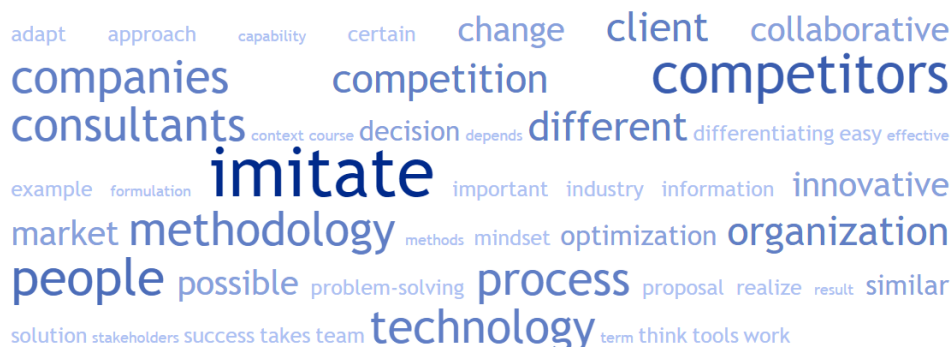 adapt approach capability certain change client collaborative
companies competition competitors
consultants context course decision depends different differentiating easy effective
example formulation imitate important industry information innovative
market methodology methods mindset optimization organization
people possible problem-solving process proposal realize result similar
solution stakeholders success takes team technology term think tools work